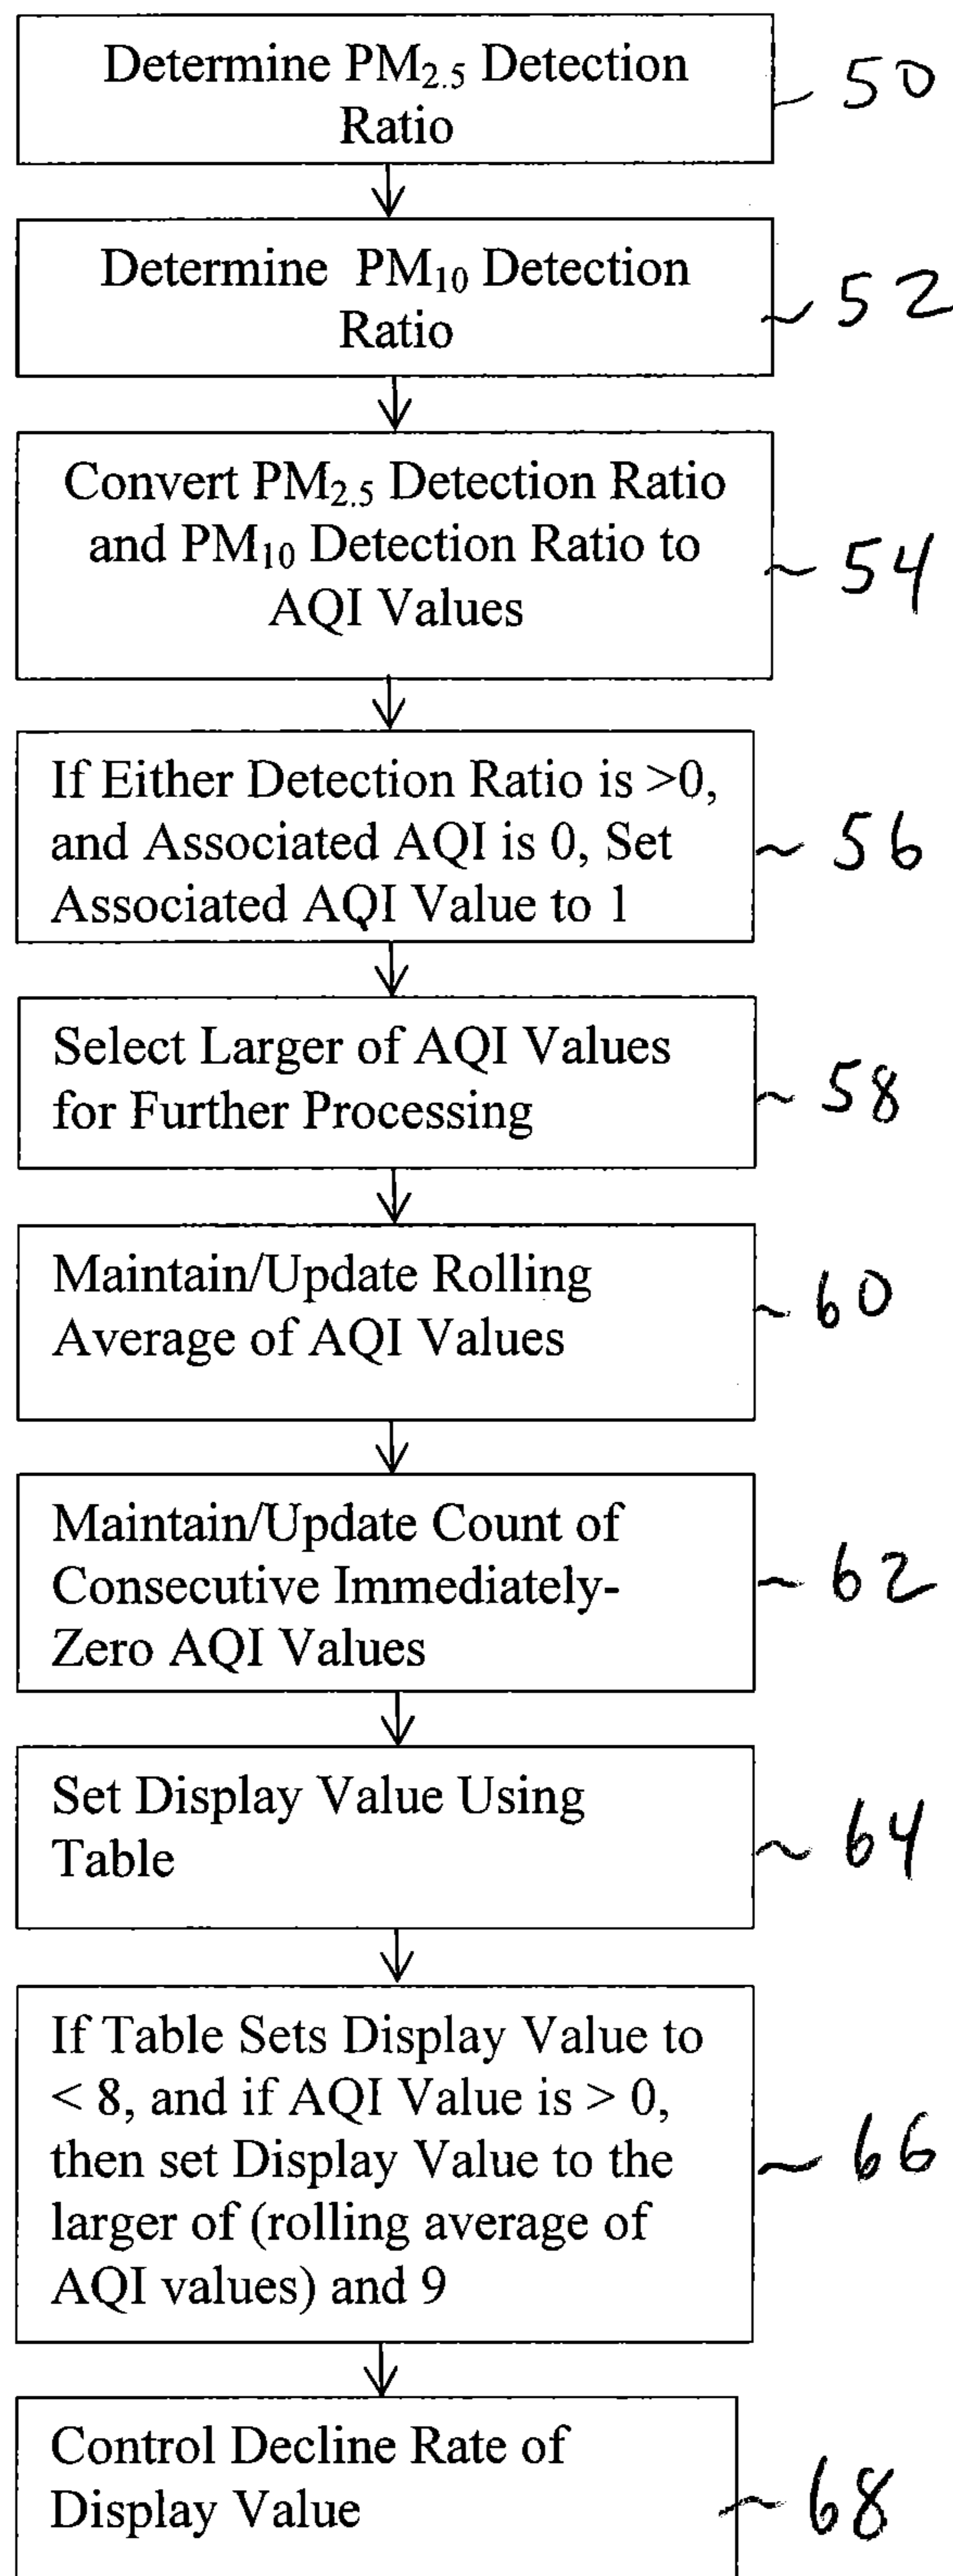 Determine PM2.5 Detection
Ratio
50
Determine PM10 Detection
Ratio
52
Convert PM2.5 Detection Ratio
and PM10 Detection Ratio to
AQI Values
54
If Either Detection Ratio is >0,
and Associated AQI is 0, Set
Associated AQI Value to 1
56
Select Larger of AQI Values
for Further Processing
58
Maintain/Update Rolling
Average of AQI Values
60
Maintain/Update Count of
Consecutive Immediately-
Zero AQI Values
62
Set Display Value Using
Table
64
If Table Sets Display Value to
< 8, and if AQI Value is > 0,
then set Display Value to the
larger of (rolling average of
AQI values) and 9
66
Control Decline Rate of
Display Value
68